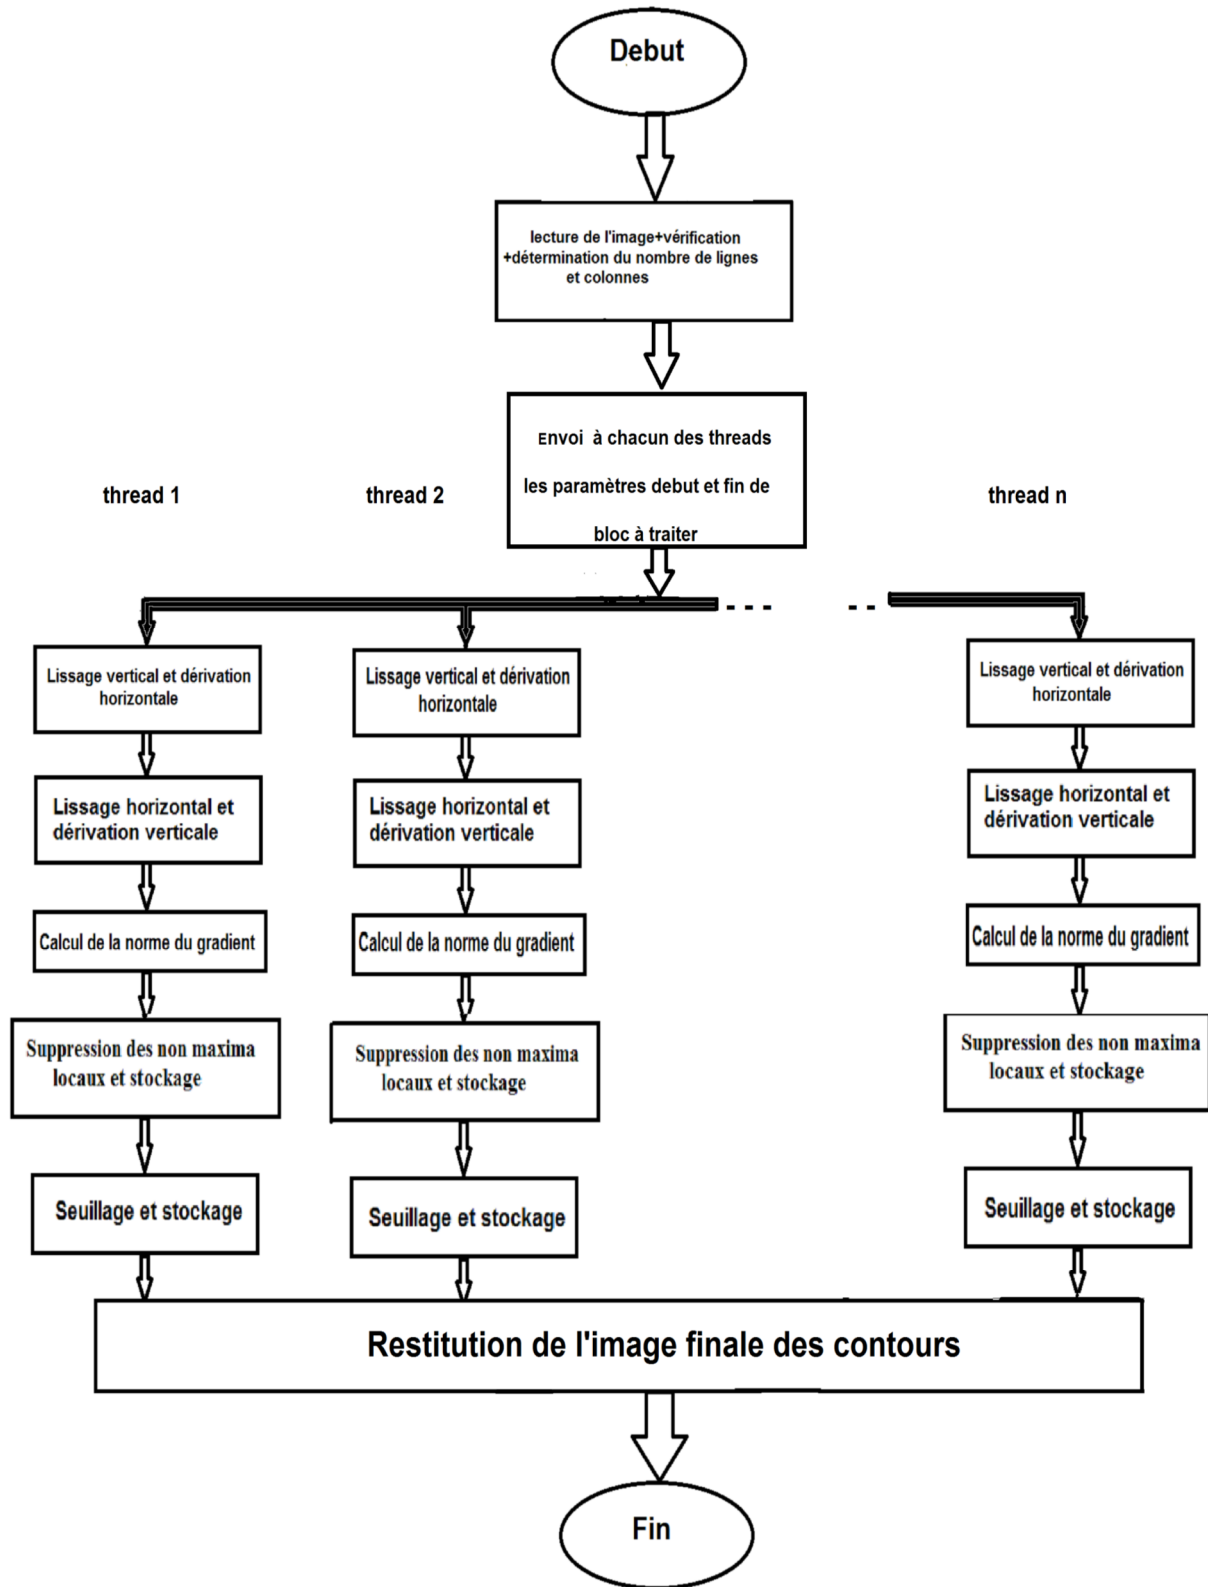 Debut
lecture de l'image+vérification
+détermination du nombre de lignes
et colonnes
Envoi à chacun des threads
les paramètres debut et fin de
bloc à traiter
thread 1
thread 2
thread n
Lissage vertical et dérivation
horizontale
Lissage horizontal et
dérivation verticale
Calcul de la norme du gradient
Suppression des non maxima
locaux et stockage
Seuillage et stockage
Lissage vertical et dérivation
horizontale
Lissage horizontal et
dérivation verticale
Calcul de la norme du gradient
Suppression des non maxima
locaux et stockage
Seuillage et stockage
Lissage vertical et dérivation
horizontale
Lissage horizontal et
dérivation verticale
Calcul de la norme du gradient
Suppression des non maxima
locaux et stockage
Seuillage et stockage
Restitution de l'image finale des contours
Fin